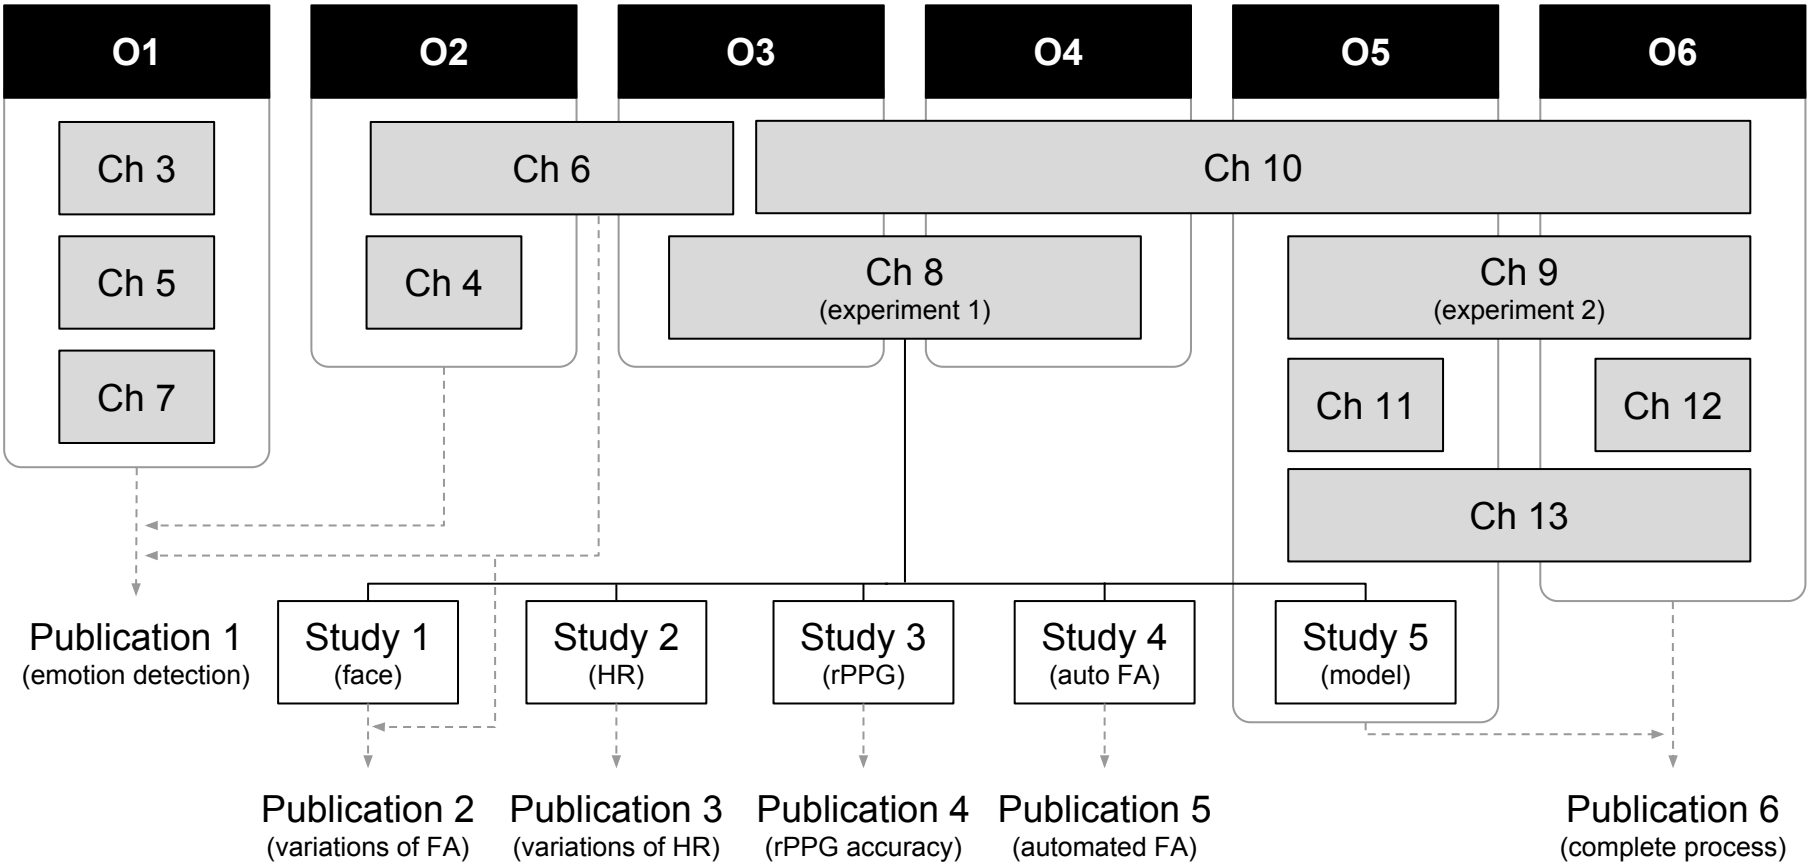 O1
O2
O3
O4
O5
O6
Ch 3
Ch 6
Ch 10
Ch 5
Ch 4
Ch 8
(experiment 1)
Ch 9
(experiment 2)
Ch 7
Ch 11
Ch 12
Ch 13
Publication 1
(emotion detection)
Study 1
(face)
Study 2
(HR)
Study 3
(rPPG)
Study 4
(auto FA)
Study 5
(model)
Publication 2
(variations of FA)
Publication 3
(variations of HR)
Publication 4
(rPPG accuracy)
Publication 5
(automated FA)
Publication 6
(complete process)